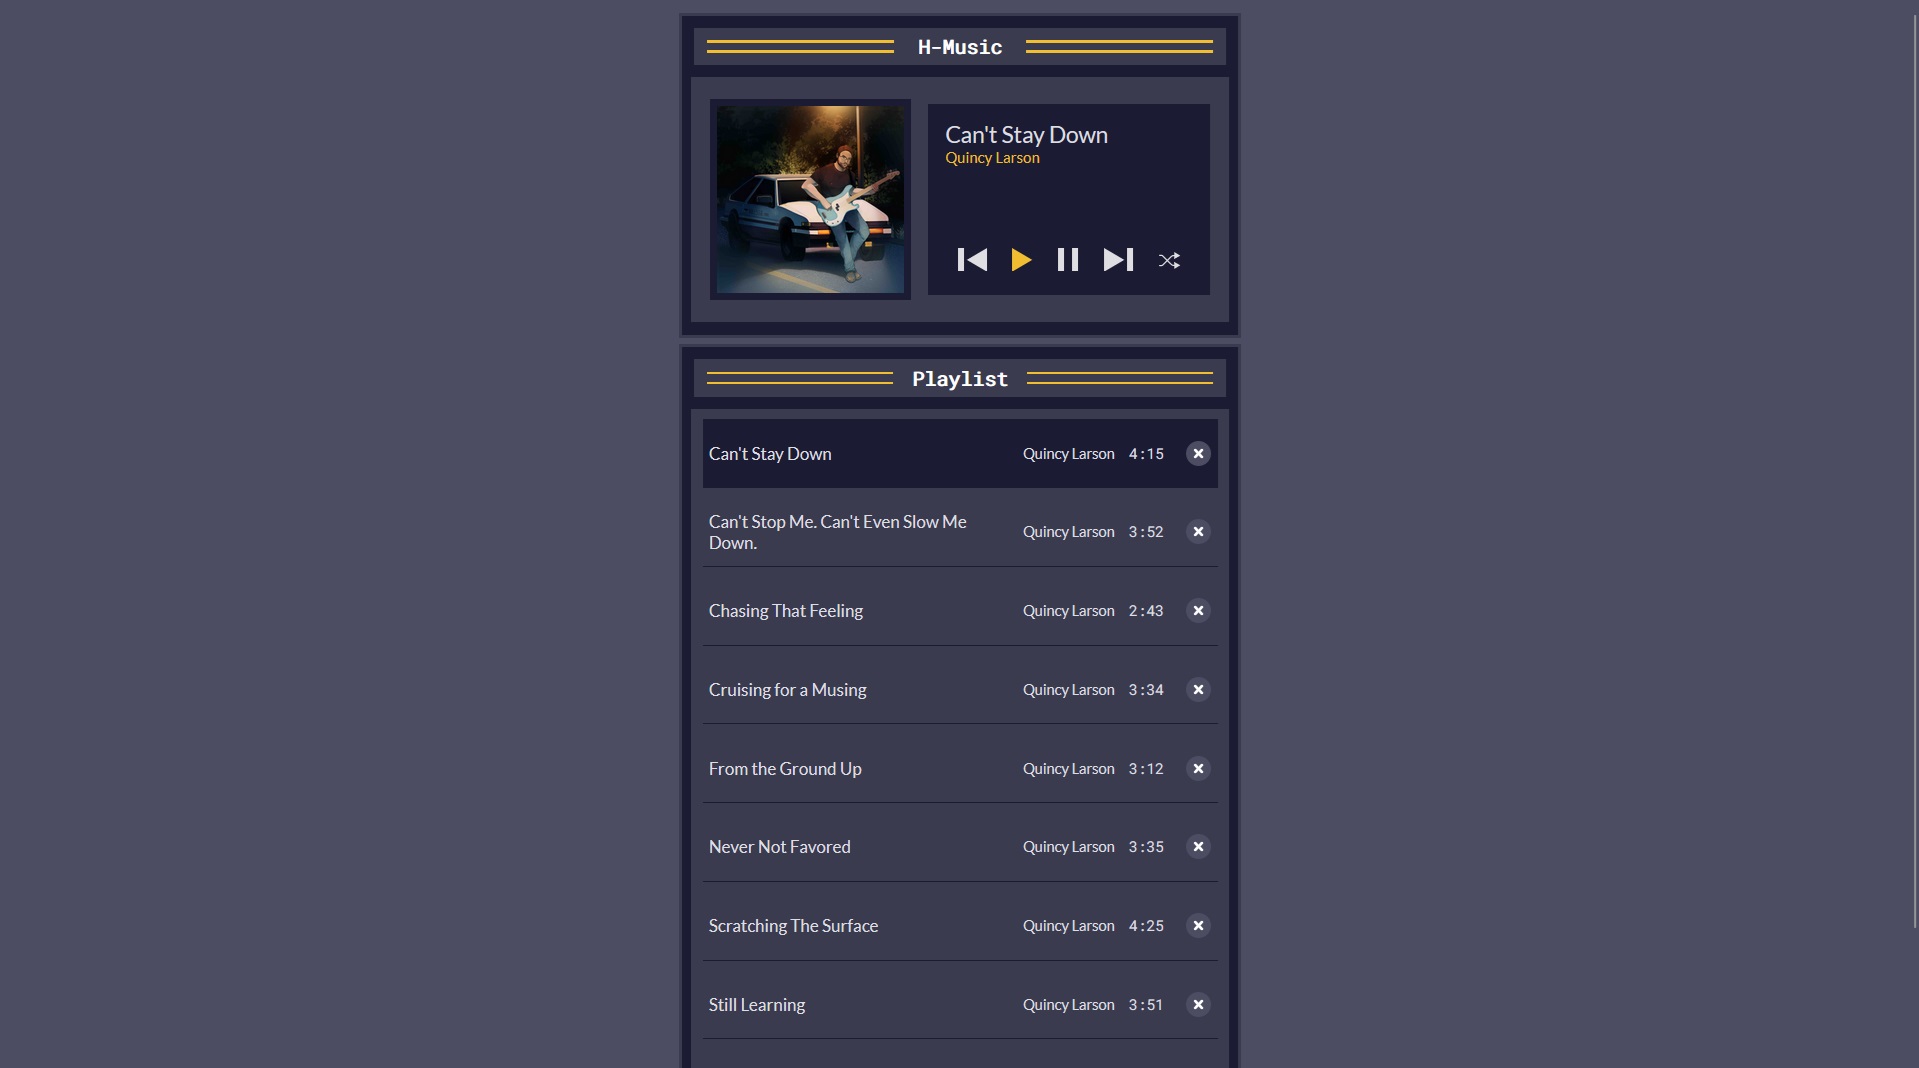 H-Music
Can't Stay Down
Quincy Larson
Playlist
Can't Stay Down Quincy Larson 4:15
Can't Stop Me. Can't Even Slow Me
Down. Quincy Larson 3:52
Chasing That Feeling Quincy Larson 2:43
Cruising for a Musing Quincy Larson 3:34
From the Ground Up Quincy Larson 3:12
Never Not Favored Quincy Larson 3:35
Scratching The Surface Quincy Larson 4:25
Still Learning Quincy Larson 3:51